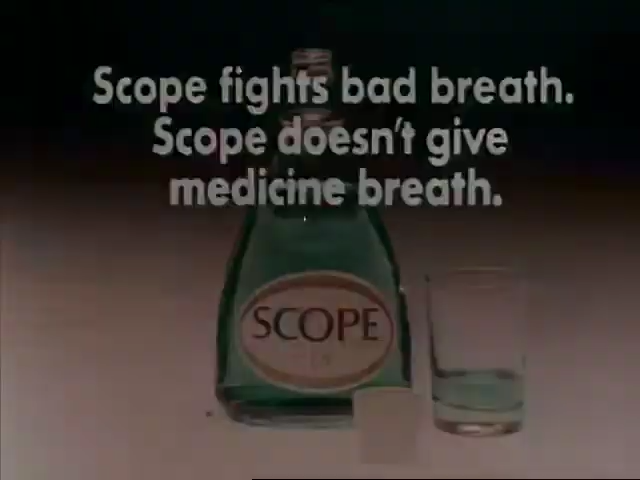 Scope fights bad breath.
Scope doesn't give
medicine breath.
SCOPE